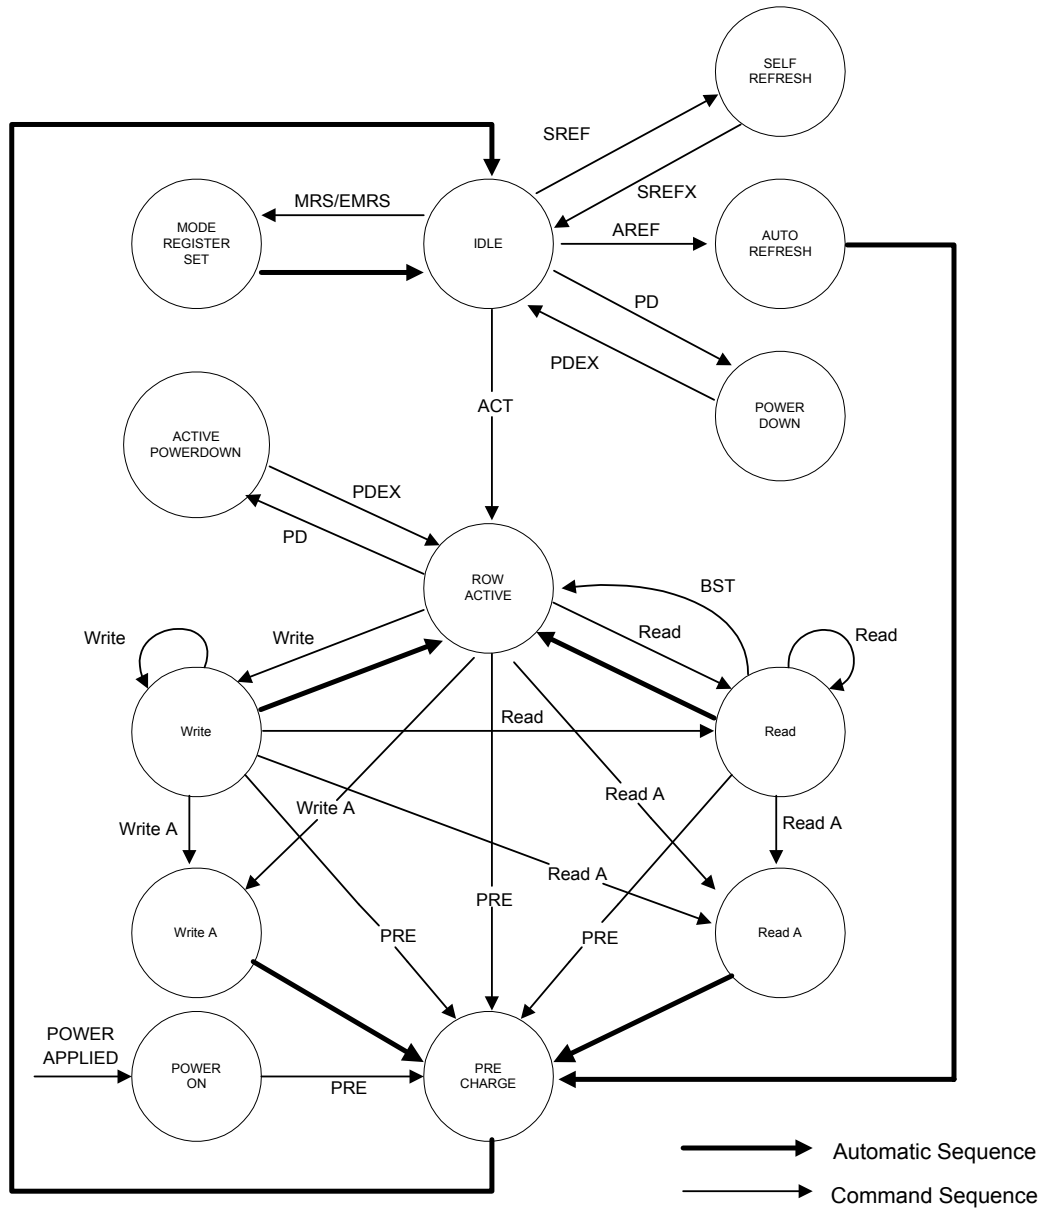 SELF
REFRESH
SREF
SREFX
MRS/EMRS
MODE
REGISTER
SET
IDLE
AREF
AUTO
REFRESH
PD
PDEX
POWER
DOWN
ACT
ACTIVE
POWERDOWN
PDEX
PD
ROW
ACTIVE
BST
Write
Write
Read
Read
Write
Read
Read
Write A
Write A
Read A
Read A
Read A
PRE
PRE
PRE
Write A
Read A
POWER
APPLIED
POWER
ON
PRE
PRE
CHARGE
Automatic Sequence
Command Sequence